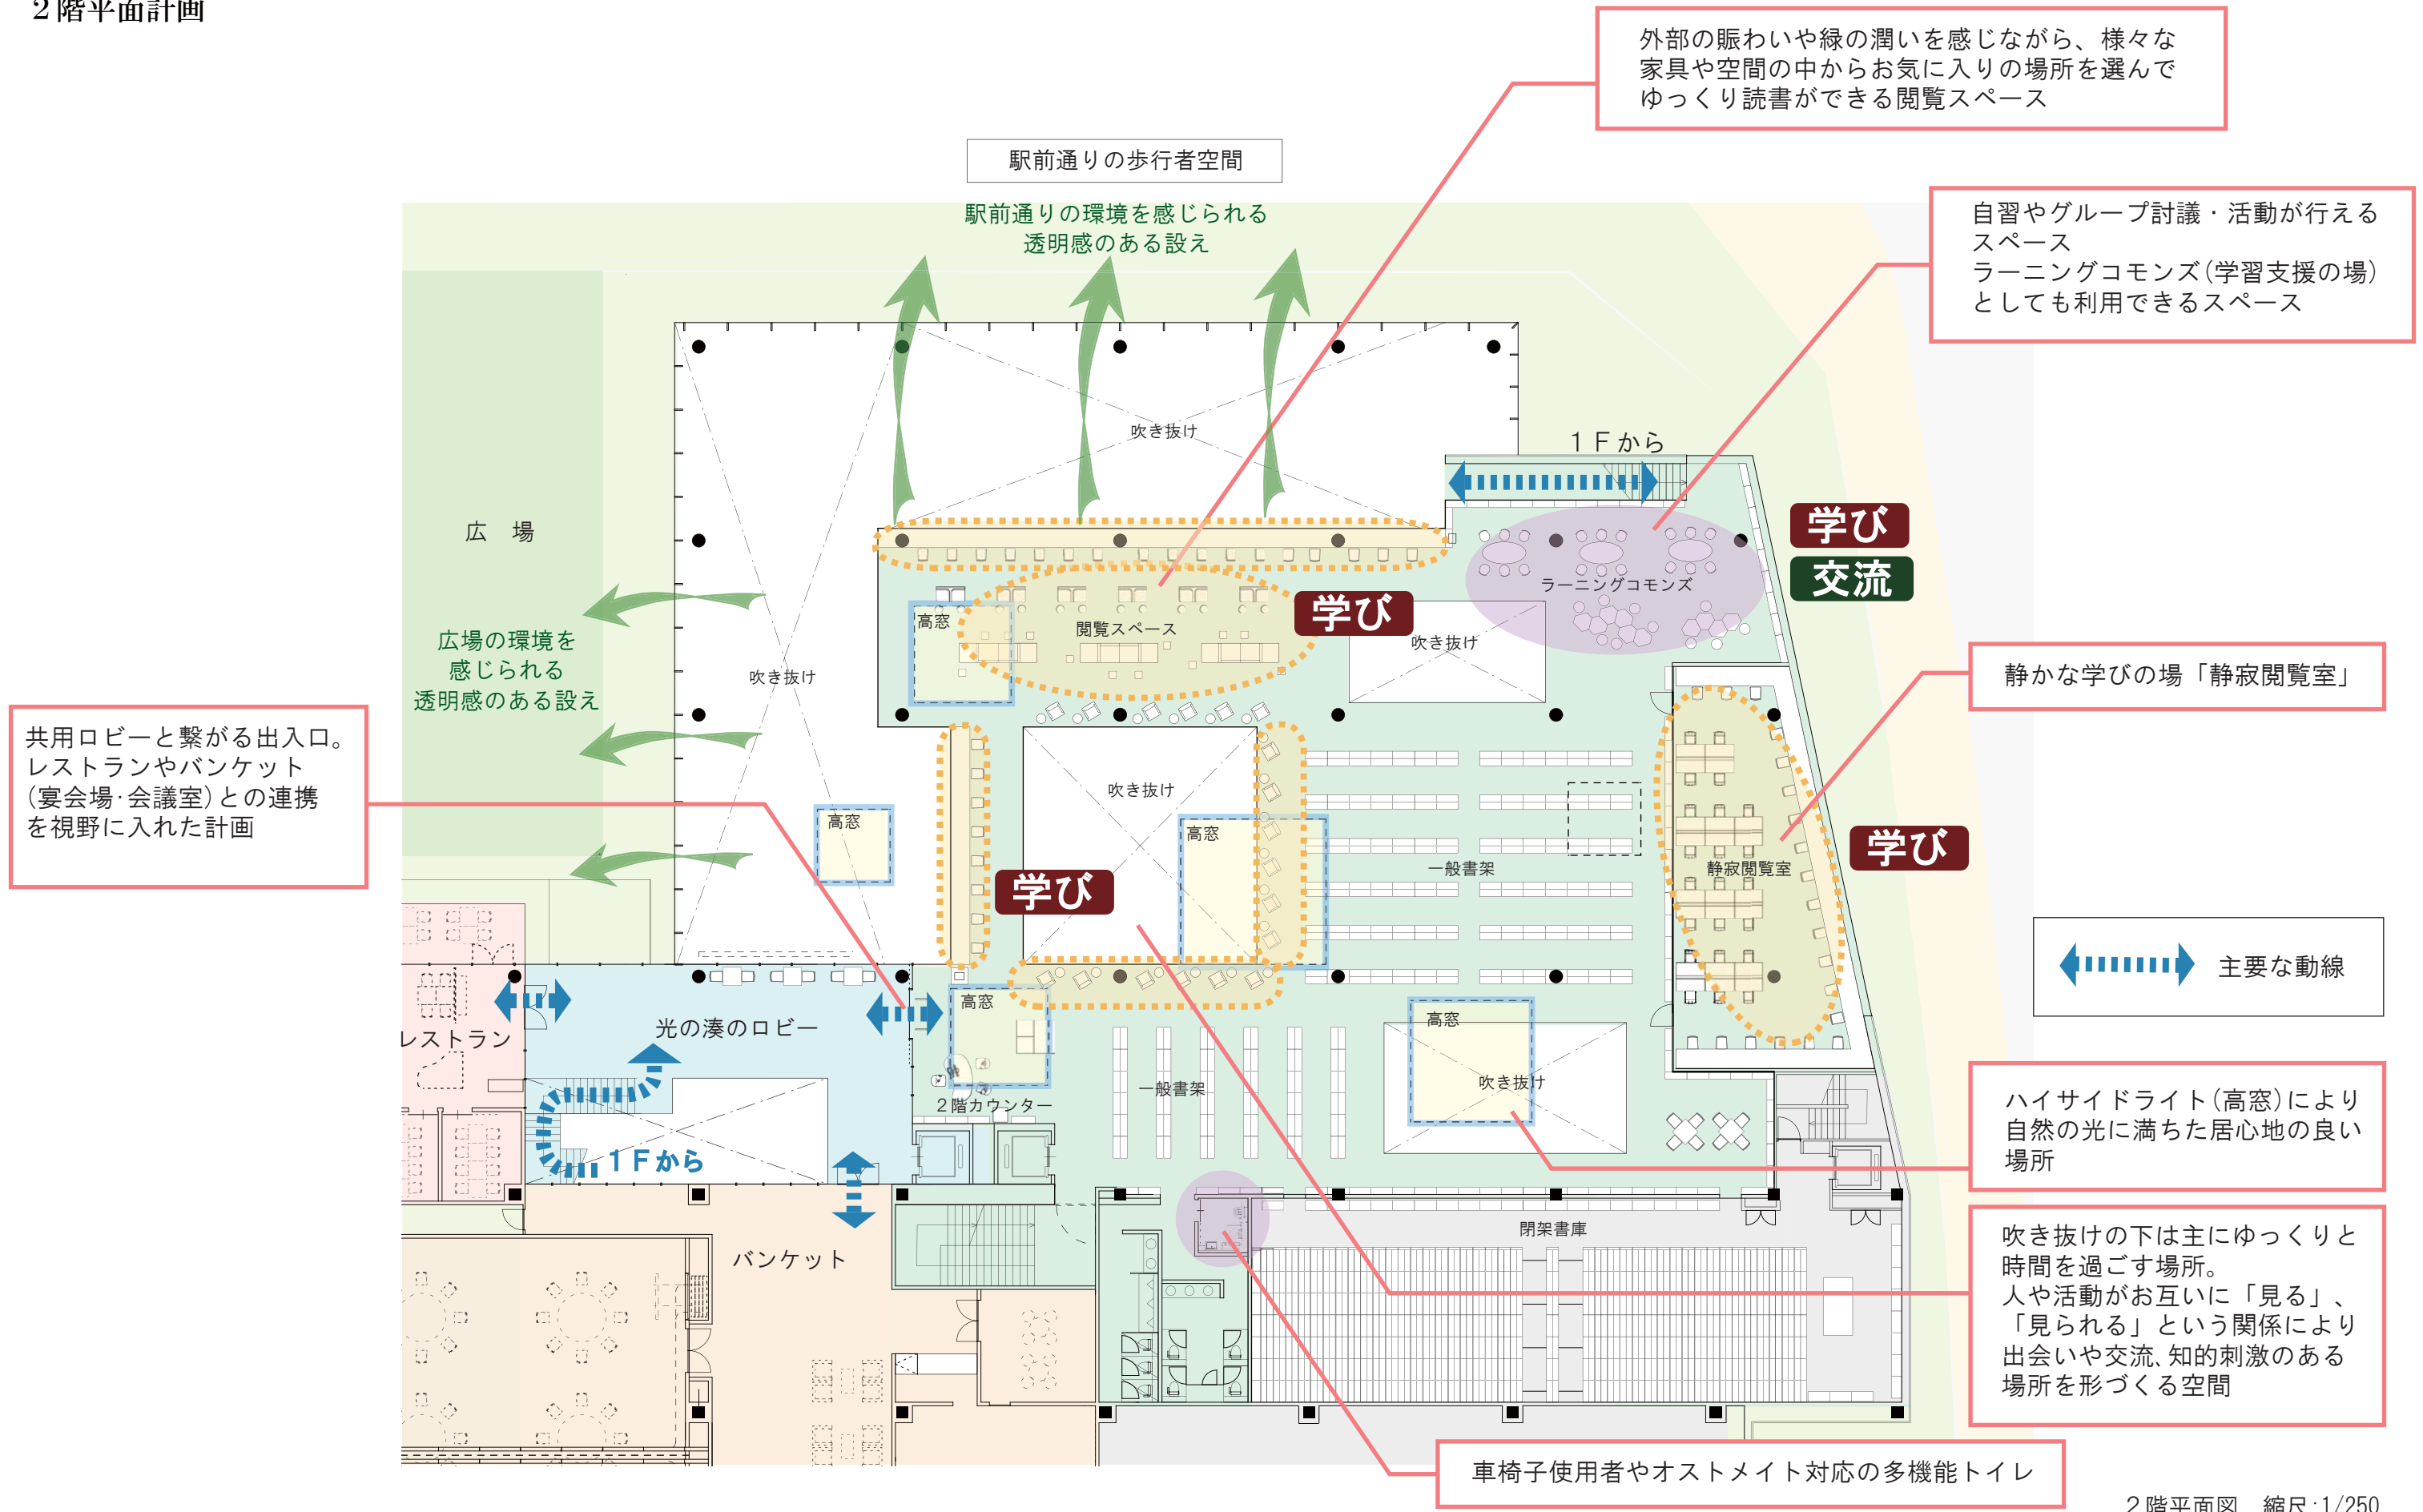 ２階平面計画
外部の賑わいや緑の潤いを感じながら、様々な
家具や空間の中からお気に入りの場所を選んで
ゆっくり読書ができる閲覧スペース
駅前通りの歩行者空間
駅前通りの環境を感じられる
透明感のある設え
自習やグループ討議・活動が行える
スペース
ラーニングコモンズ(学習支援の場)
としても利用できるスペース
吹き抜け
１Ｆから
広　場
学び
交流
ラーニングコモンズ
高窓
閲覧スペース
学び
吹き抜け
広場の環境を
感じられる
透明感のある設え
吹き抜け
静かな学びの場「静寂閲覧室」
共用ロビーと繋がる出入口。
レストランやバンケット
(宴会場･会議室)との連携
を視野に入れた計画
吹き抜け
高窓
高窓
一般書架
静寂閲覧室
学び
学び
主要な動線
高窓
光の湊のロビー
レストラン
高窓
吹き抜け
一般書架
２階カウンター
１Ｆから
ハイサイドライト(高窓)により
自然の光に満ちた居心地の良い
場所
バンケット
閉架書庫
吹き抜けの下は主にゆっくりと
時間を過ごす場所。
人や活動がお互いに「見る」、
「見られる」という関係により
出会いや交流､知的刺激のある
場所を形づくる空間
車椅子使用者やオストメイト対応の多機能トイレ
２階平面図　縮尺:1/250